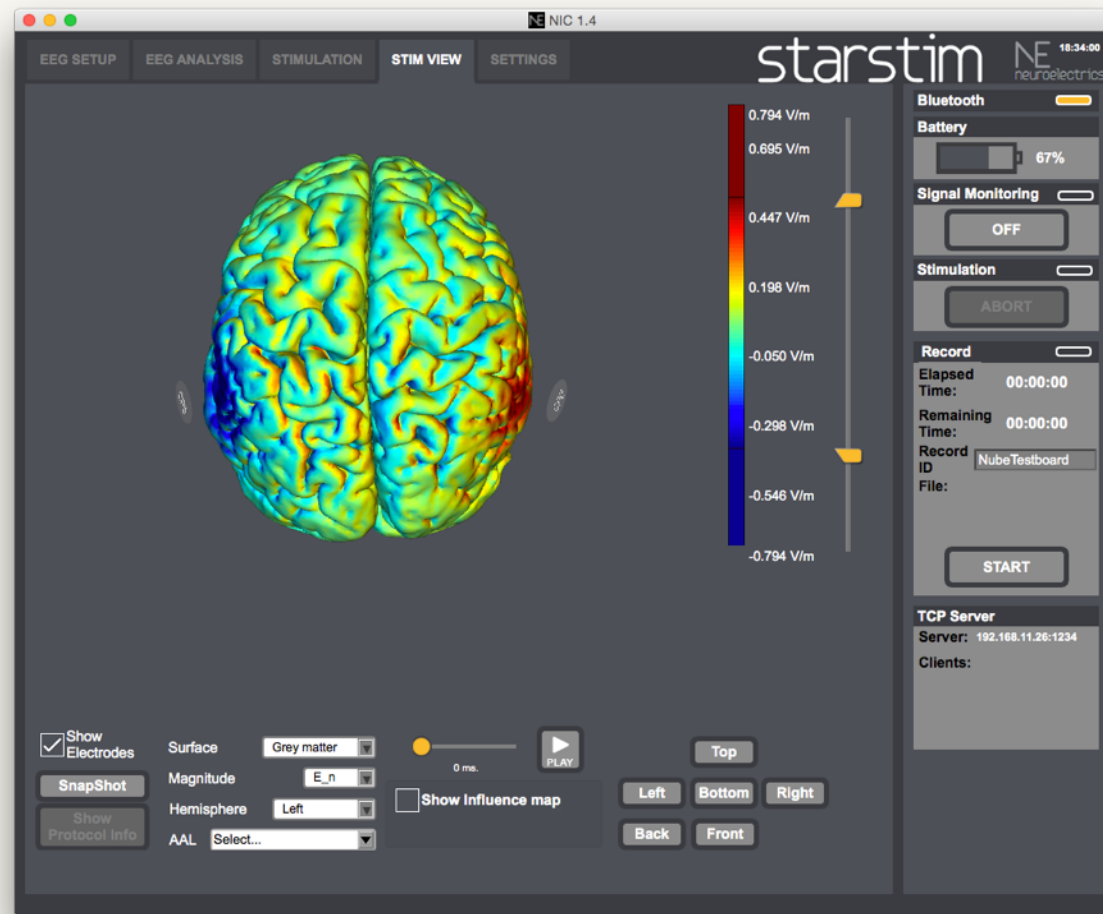 NE NIC 1.4
EEG SETUP EEG ANALYSIS STIMULATION STIM VIEW SETTINGS
starstim NE 18:34:00
neuroelectrics
0.794 V/m
0.695 V/m
0.447 V/m
0.198 V/m
-0.050 V/m
-0.298 V/m
-0.546 V/m
-0.794 V/m
Bluetooth
Battery
67%
Signal Monitoring
OFF
Stimulation
ABORT
Record
Elapsed
Time: 00:00:00
Remaining
Time: 00:00:00
Record
ID NubeTestboard
File:
START
TCP Server
Server: 192.168.11.26:1234
Clients:
Show
Electrodes
SnapShot
Show
Protocol Info
Surface Grey matter
Magnitude E_n
Hemisphere Left
AAL Select...
0 ms.
PLAY
Show Influence map
Top
Left Bottom Right
Back Front